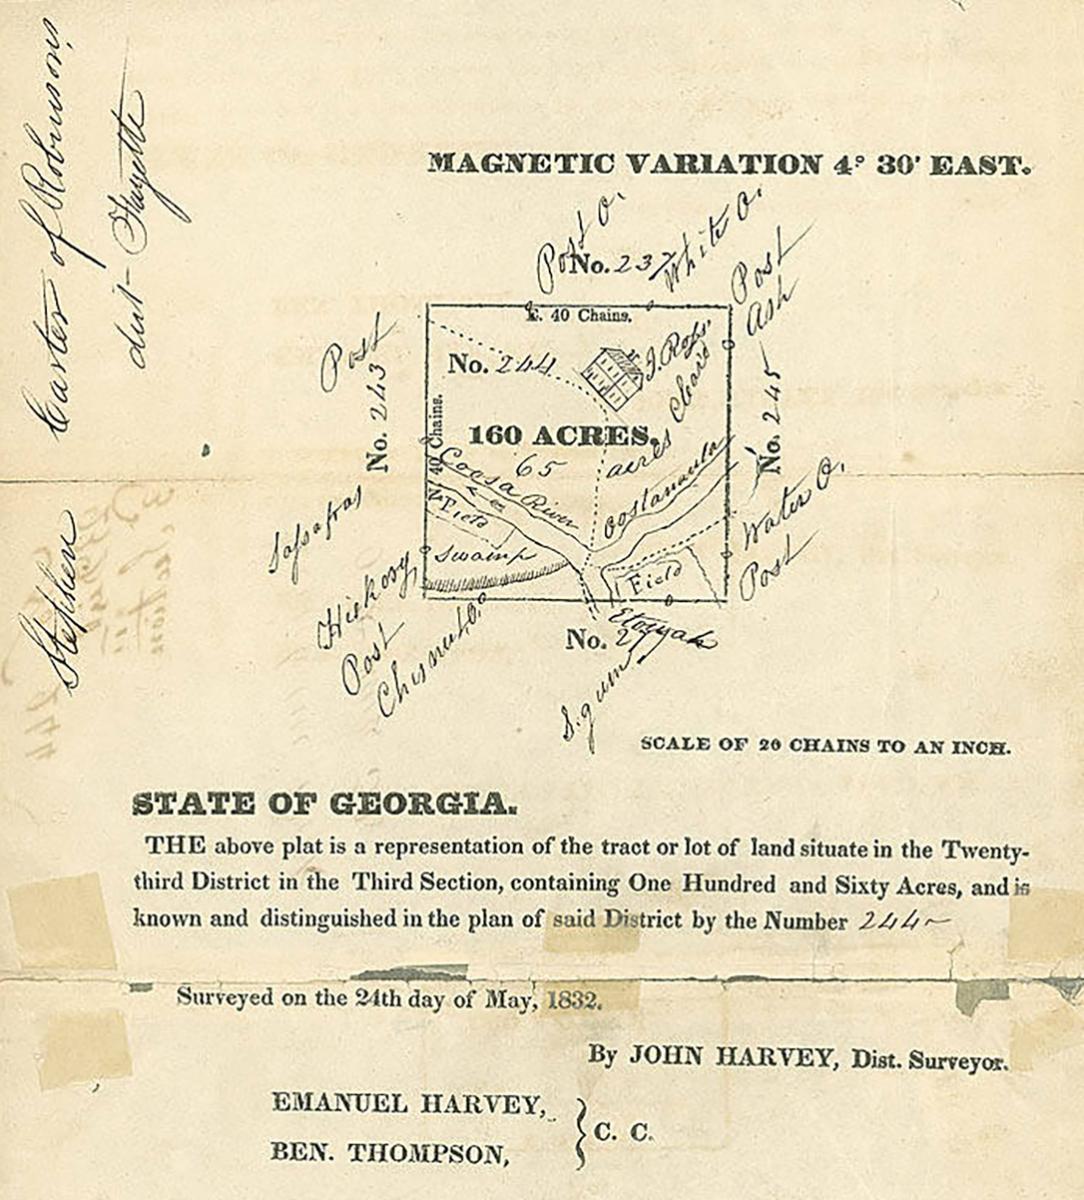 MAGNETIC VARIATION 4° 30' EAST.
Stephen Carter of Robinsons,
dist- Fayette
Post O.
No. 237
White O.
Post
Ash
Post
No. 243
E. 40 Chains.
No. 244
J. Ross.
40 Chains.
160 ACRES.
65 acres Clear
No. 245
Coosa River
Oostanaula
Field
Swamp
Field
Sassafras
Hickory
Post
Chesnut O.
Water O.
Post
Etowah
No. 2
S. gum
SCALE OF 20 CHAINS TO AN INCH.
STATE OF GEORGIA.
THE above plat is a representation of the tract or lot of land situate in the Twenty-
third District in the Third Section, containing One Hundred and Sixty Acres, and is
known and distinguished in the plan of said District by the Number 244~
Surveyed on the 24th day of May, 1832.
By JOHN HARVEY, Dist. Surveyor.
EMANUEL HARVEY,
BEN. THOMPSON,
} C. C.